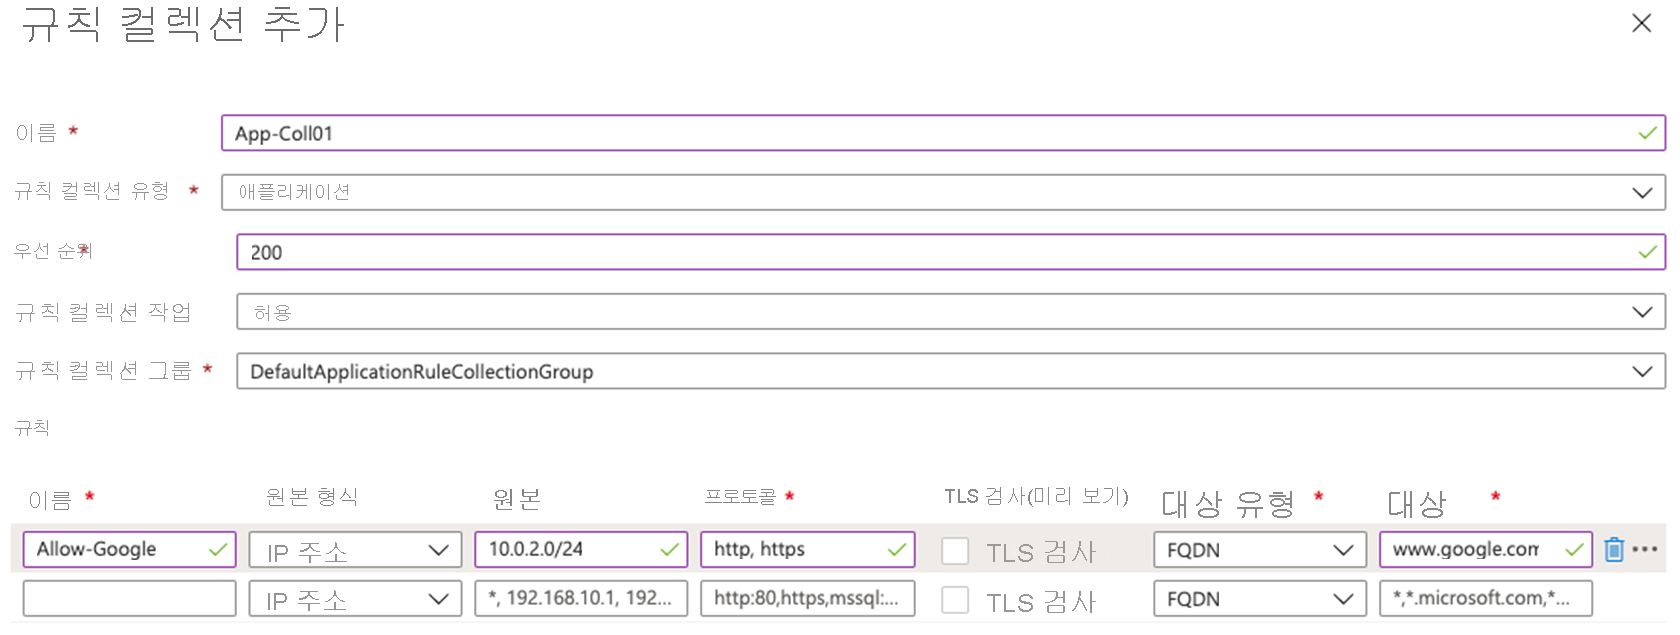 규칙 컬렉션 추가
이름 * App-Coll01
규칙 컬렉션 유형 * 애플리케이션
우선 순위* 200
규칙 컬렉션 작업 허용
규칙 컬렉션 그룹 * DefaultApplicationRuleCollectionGroup
규칙
이름 * 원본 형식 원본 프로토콜 * TLS 검사(미리 보기) 대상 유형 * 대상 *
Allow-Google IP 주소 10.0.2.0/24 http, https TLS 검사 FQDN www.google.com
IP 주소 *, 192.168.10.1, 192... http:80,https,mssql:... TLS 검사 FQDN *,*.microsoft.com,*...